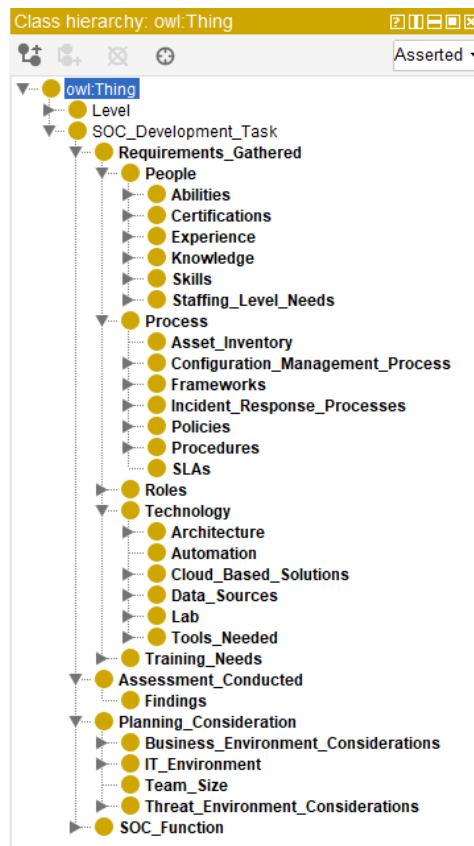 Class hierarchy: owl:Thing
Asserted
owl:Thing
Level
SOC_Development_Task
Requirements_Gathered
People
Abilities
Certifications
Experience
Knowledge
Skills
Staffing_Level_Needs
Process
Asset_Inventory
Configuration_Management_Process
Frameworks
Incident_Response_Processes
Policies
Procedures
SLAs
Roles
Technology
Architecture
Automation
Cloud_Based_Solutions
Data_Sources
Lab
Tools_Needed
Training_Needs
Assessment_Conducted
Findings
Planning_Consideration
Business_Environment_Considerations
IT_Environment
Team_Size
Threat_Environment_Considerations
SOC_Function